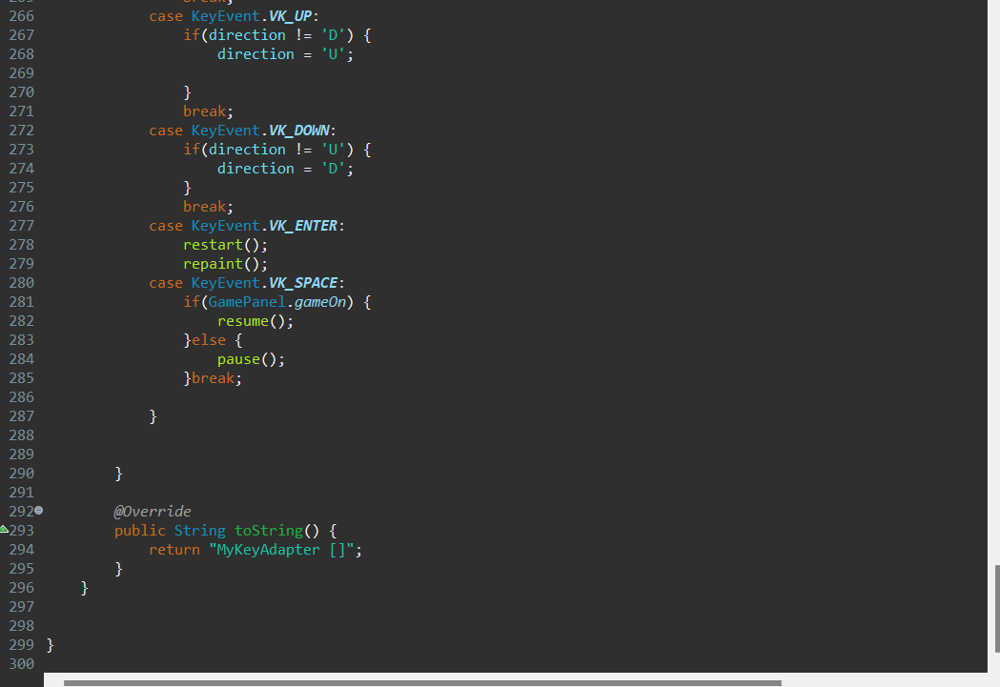 265 break;
266 case KeyEvent.VK_UP:
267 if(direction != 'D') {
268 direction = 'U';
269
270 }
271 break;
272 case KeyEvent.VK_DOWN:
273 if(direction != 'U') {
274 direction = 'D';
275 }
276 break;
277 case KeyEvent.VK_ENTER:
278 restart();
279 repaint();
280 case KeyEvent.VK_SPACE:
281 if(GamePanel.gameOn) {
282 resume();
283 }else {
284 pause();
285 }break;
286
287 }
288
289
290 }
291
292 @Override
293 public String toString() {
294 return "MyKeyAdapter []";
295 }
296 }
297
298
299 }
300